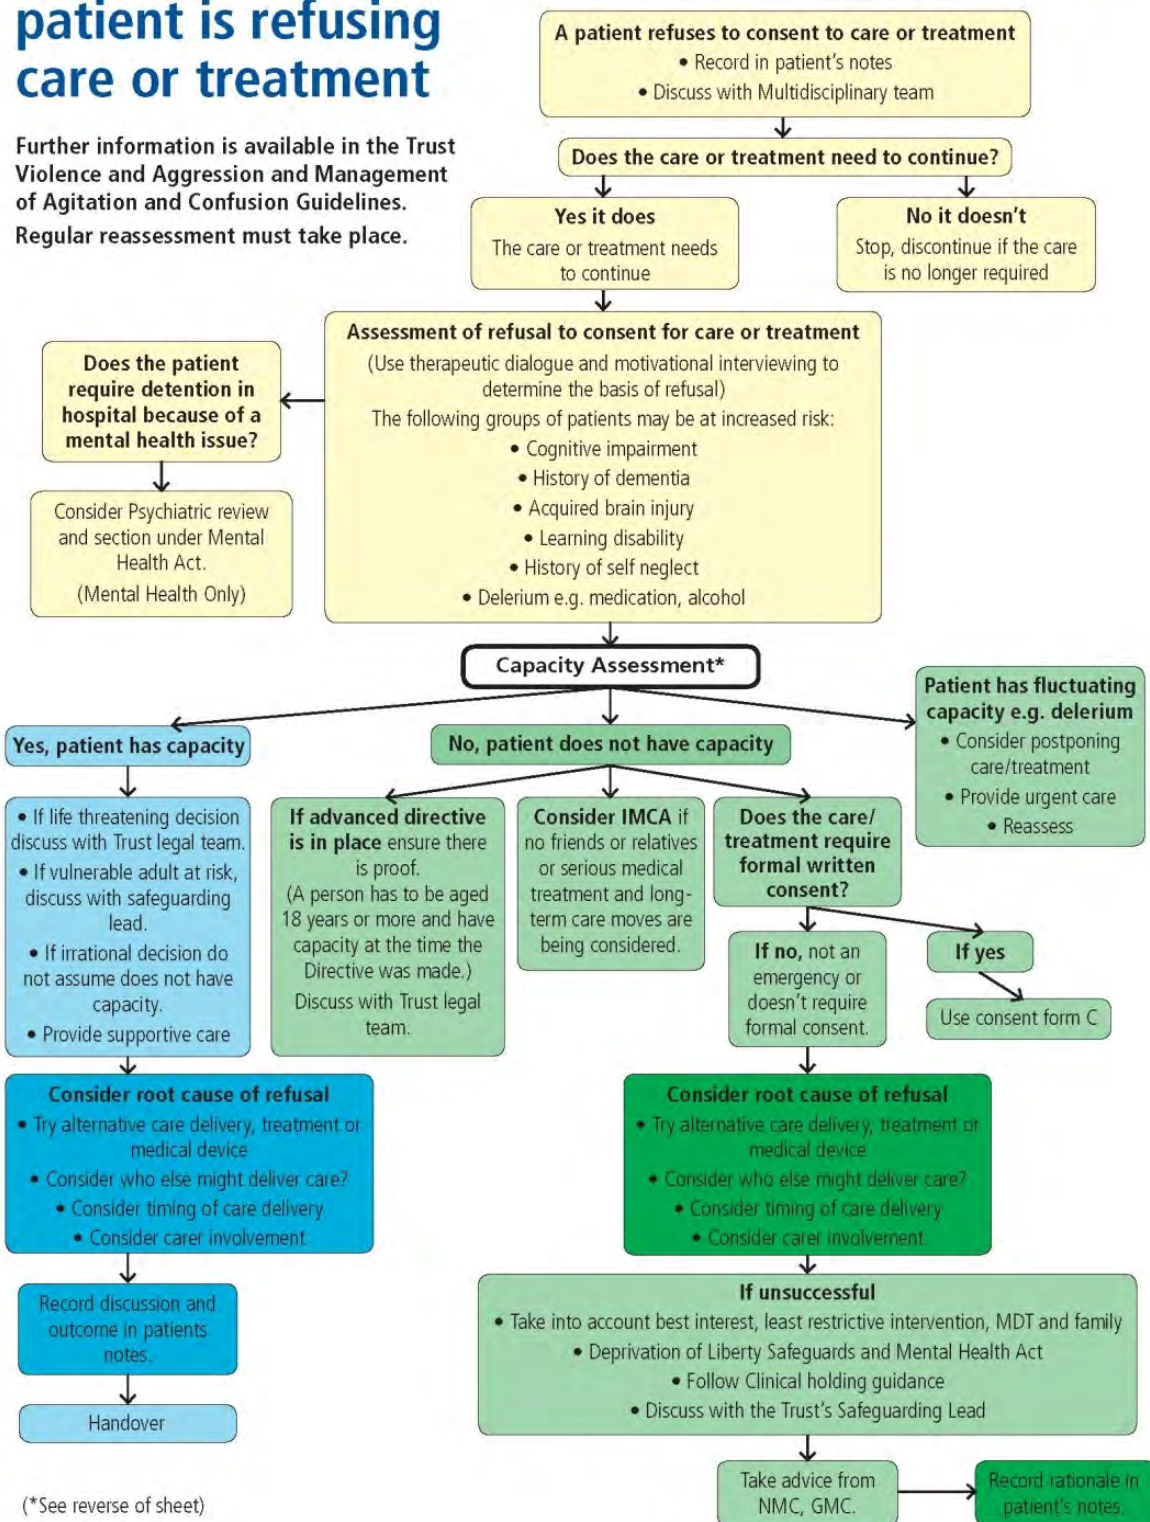 patient is refusing
care or treatment
Further information is available in the Trust
Violence and Aggression and Management
of Agitation and Confusion Guidelines.
Regular reassessment must take place.
A patient refuses to consent to care or treatment
• Record in patient's notes
• Discuss with Multidisciplinary team
Does the care or treatment need to continue?
Yes it does
The care or treatment needs
to continue
No it doesn't
Stop, discontinue if the care
is no longer required
Assessment of refusal to consent for care or treatment
(Use therapeutic dialogue and motivational interviewing to
determine the basis of refusal)
The following groups of patients may be at increased risk:
• Cognitive impairment
• History of dementia
• Acquired brain injury
• Learning disability
• History of self neglect
• Delerium e.g. medication, alcohol
Does the patient
require detention in
hospital because of a
mental health issue?
Consider Psychiatric review
and section under Mental
Health Act.
(Mental Health Only)
Capacity Assessment*
Yes, patient has capacity
No, patient does not have capacity
Patient has fluctuating
capacity e.g. delerium
• Consider postponing
care/treatment
• Provide urgent care
• Reassess
• If life threatening decision
discuss with Trust legal team.
• If vulnerable adult at risk,
discuss with safeguarding
lead.
• If irrational decision do
not assume does not have
capacity.
• Provide supportive care
If advanced directive
is in place ensure there
is proof.
(A person has to be aged
18 years or more and have
capacity at the time the
Directive was made.)
Discuss with Trust legal
team.
Consider IMCA if
no friends or relatives
or serious medical
treatment and long-
term care moves are
being considered.
Does the care/
treatment require
formal written
consent?
If no, not an
emergency or
doesn't require
formal consent.
If yes
Use consent form C
Consider root cause of refusal
• Try alternative care delivery, treatment or
medical device
• Consider who else might deliver care?
• Consider timing of care delivery
• Consider carer involvement
Record discussion and
outcome in patients
notes.
Handover
Consider root cause of refusal
• Try alternative care delivery, treatment or
medical device
• Consider who else might deliver care?
• Consider timing of care delivery
• Consider carer involvement
If unsuccessful
• Take into account best interest, least restrictive intervention, MDT and family
• Deprivation of Liberty Safeguards and Mental Health Act
• Follow Clinical holding guidance
• Discuss with the Trust's Safeguarding Lead
Take advice from
NMC, GMC.
Record rationale in
patient's notes.
(*See reverse of sheet)